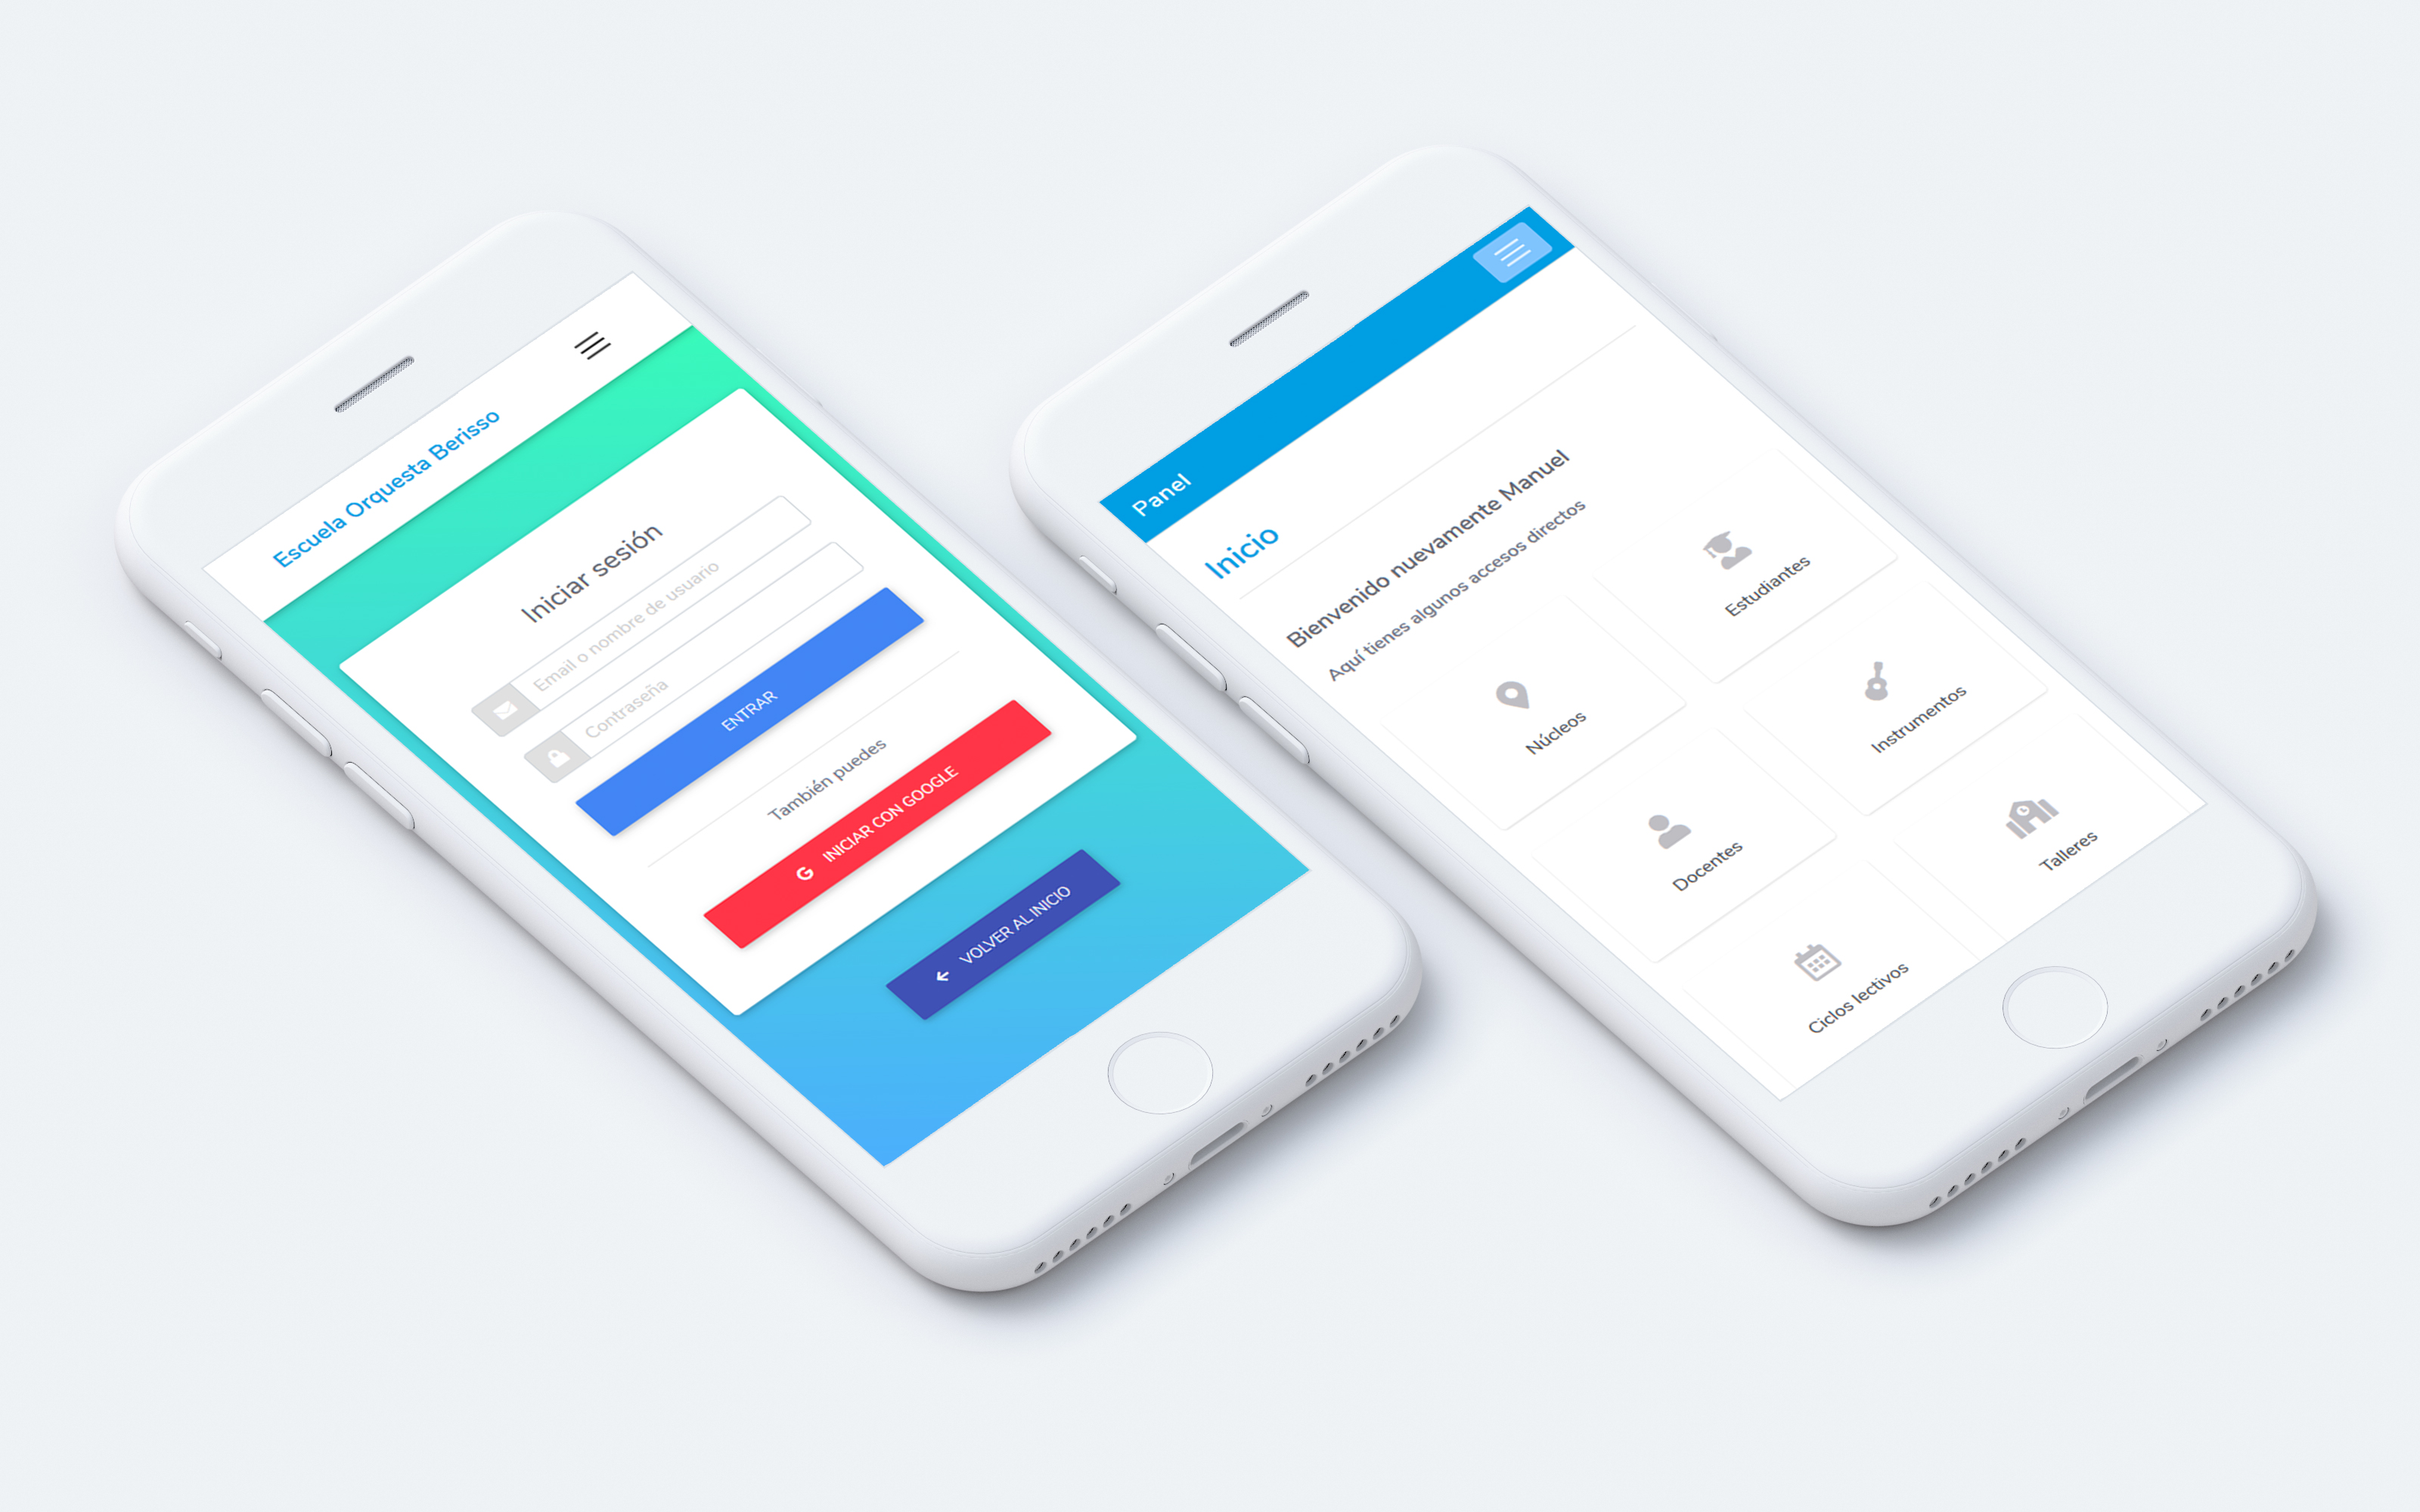 Escuela Orquesta Berisso
Iniciar sesión
Email o nombre de usuario
Contraseña
ENTRAR
También puedes
G INICIAR CON GOOGLE
VOLVER AL INICIO
Panel
Inicio
Bienvenido nuevamente Manuel
Aquí tienes algunos accesos directos
Núcleos
Estudiantes
Docentes
Instrumentos
Ciclos lectivos
Talleres